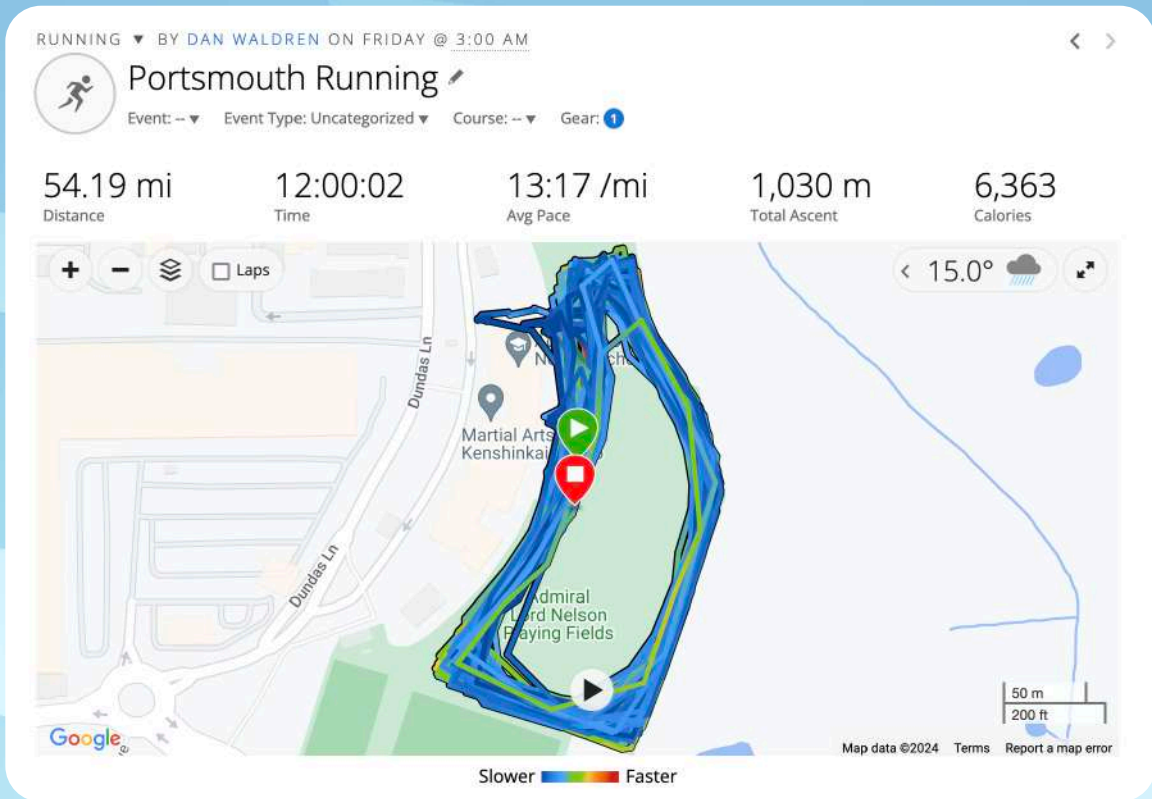 RUNNING ▼ BY DAN WALDREN ON FRIDAY @ 3:00 AM
Portsmouth Running
Event: -- ▼ Event Type: Uncategorized ▼ Course: -- ▼ Gear: 1
54.19 mi 12:00:02 13:17 /mi 1,030 m 6,363
Distance Time Avg Pace Total Ascent Calories
+ − Laps
15.0°
Dundas Ln
Martial Arts
Kenshinkai
Dundas Ln
Admiral
Lord Nelson
Playing Fields
50 m
200 ft
Google
Map data ©2024 Terms Report a map error
Slower Faster